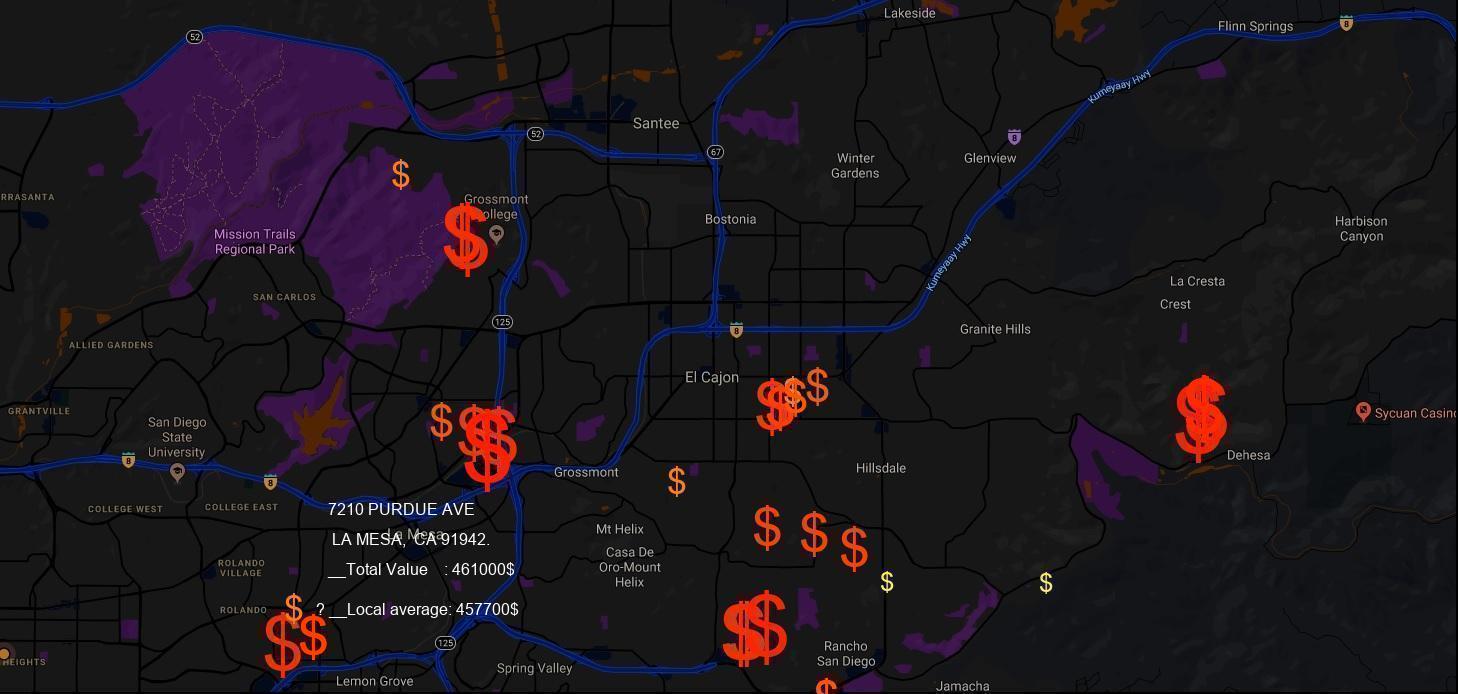 Lakeside
Flinn Springs
8
52
Kumeyaay Hwy
Santee
52
67
8
Winter
Gardens
Glenview
$
RRASANTA
Grossmont
College
Bostonia
Harbison
Canyon
Mission Trails
Regional Park
$
Kumeyaay Hwy
SAN CARLOS
La Cresta
Crest
125
8
Granite Hills
ALLIED GARDENS
El Cajon
$
$
$
GRANTVILLE
San Diego
State
University
$
$
$
$
$
Sycuan Casino
8
Grossmont
Hillsdale
Dehesa
8
$
COLLEGE WEST
COLLEGE EAST
7210 PURDUE AVE
LA MESA, CA 91942.
La Mesa
Mt Helix
$
$
$
Casa De
Oro-Mount
Helix
ROLANDO
VILLAGE
__Total Value : 461000$
$
$
ROLANDO
$
? __Local average: 457700$
$
$
$
$
125
Rancho
San Diego
HEIGHTS
Spring Valley
Lemon Grove
$
Jamacha